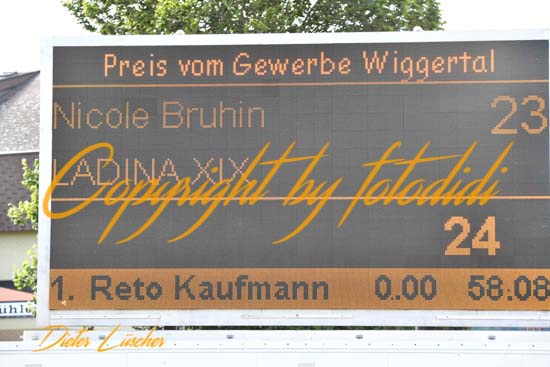 Preis vom Gewerbe Wiggertal
Nicole Bruhin 23
LADINA XIX
Copyright by fotodidi
24
1. Reto Kaufmann 0.00 58:08
Dieter Lüscher